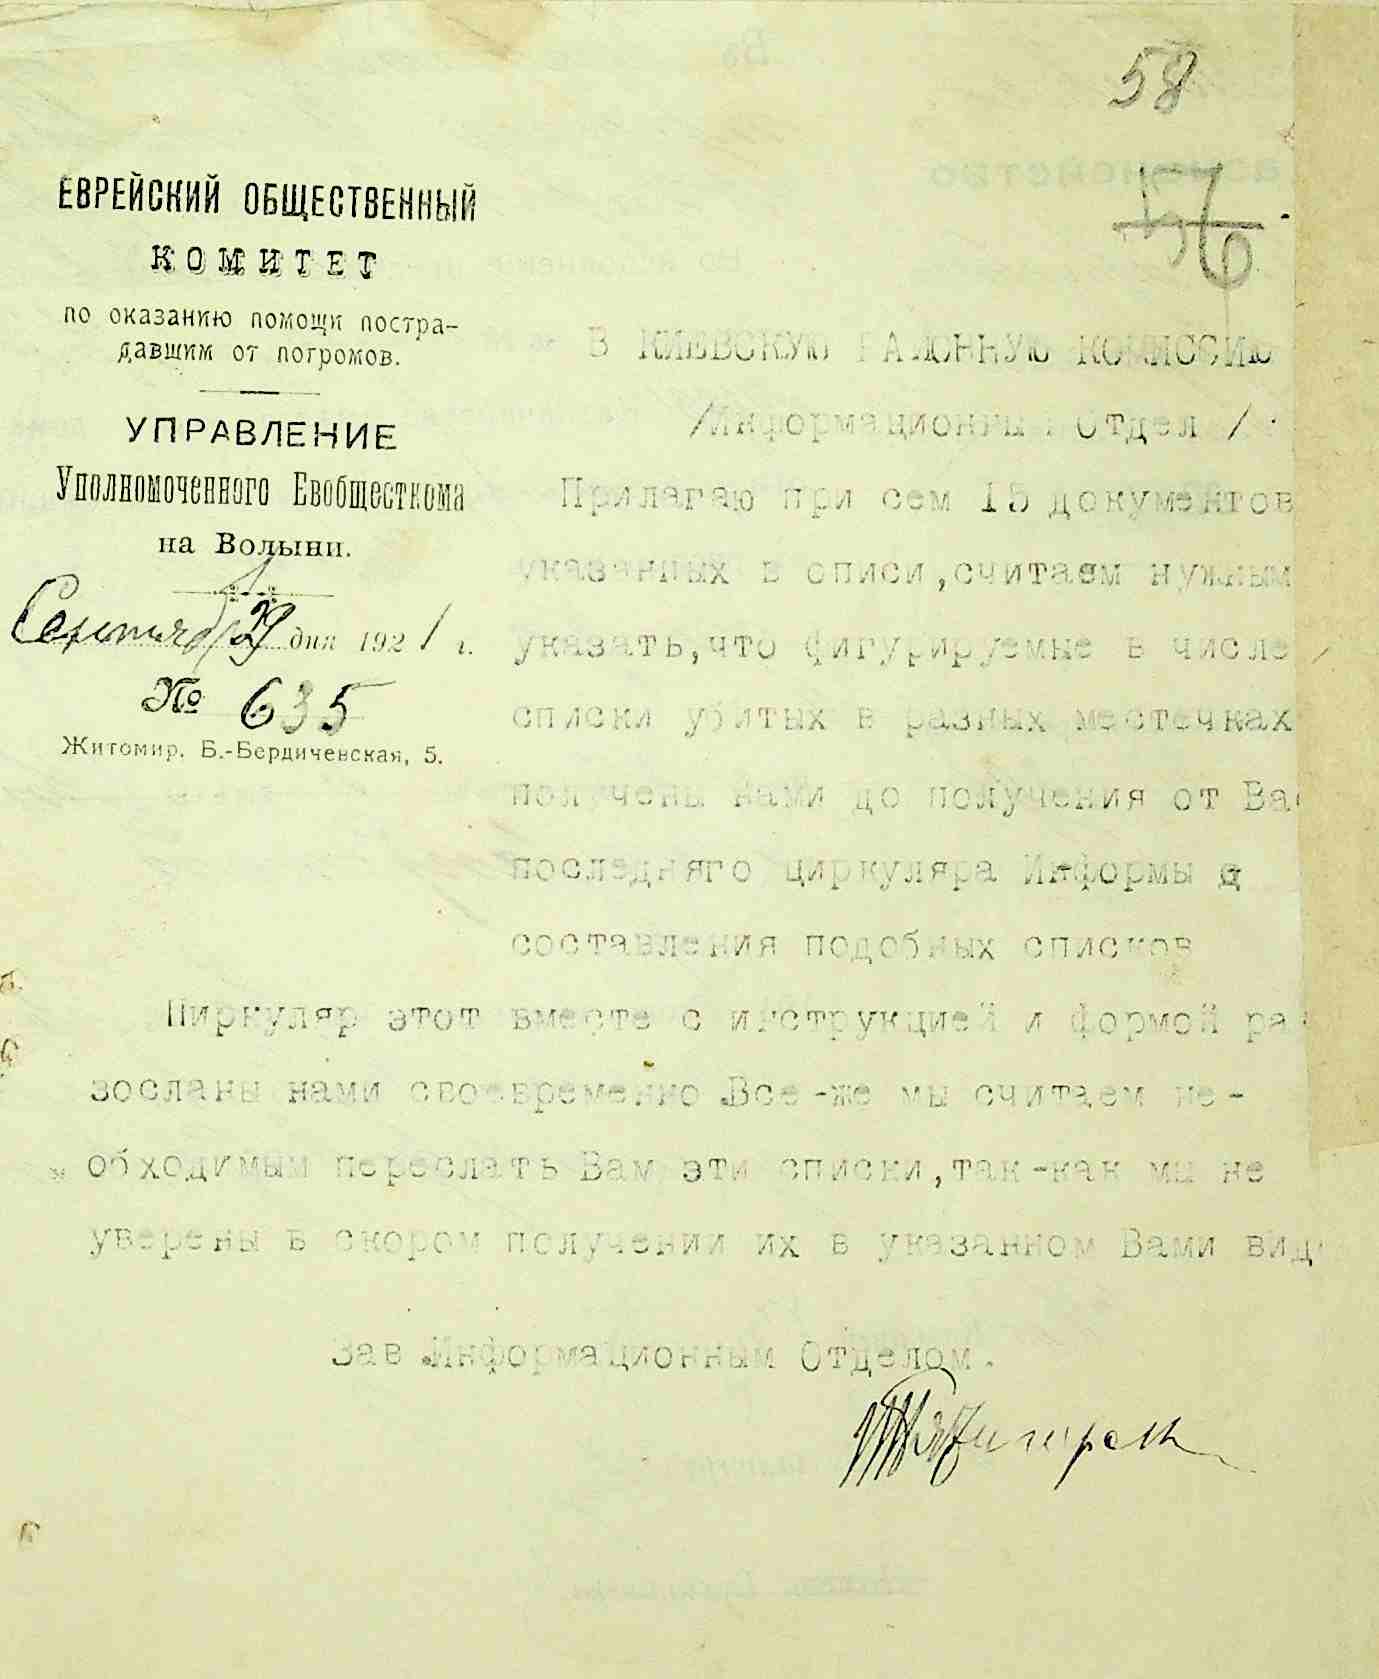 58
56
ЕВРЕЙСКИЙ ОБЩЕСТВЕННЫЙ
КОМИТЕТ
по оказанию помощи постра-
давшим от погромов.
УПРАВЛЕНИЕ
Уполномоченного Евобщесткома
на Волыни.
Сентября 29 дня 1921 г.
№ 635
Житомир. Б.-Бердичевская, 5.
В КИЕВСКУЮ РАЙОННУЮ КОМИССИЮ
/Информационный Отдел /
Прилагаю при сем 15 документов
указанных в описи,считаем нужным
указать,что фигурируемые в числе
списки убитых в разных местечках
получены нами до получения от Вас
последняго циркуляра Информы с
составления подобных списков
Циркуляр этот вместе с инструкцией и формой ра
зосланы нами своевременно Все-же мы считаем не-
обходимым переслать Вам эти списки,так-как мы не
уверены в скором получении их в указанном Вами вид
Зав.Информационным Отделом.